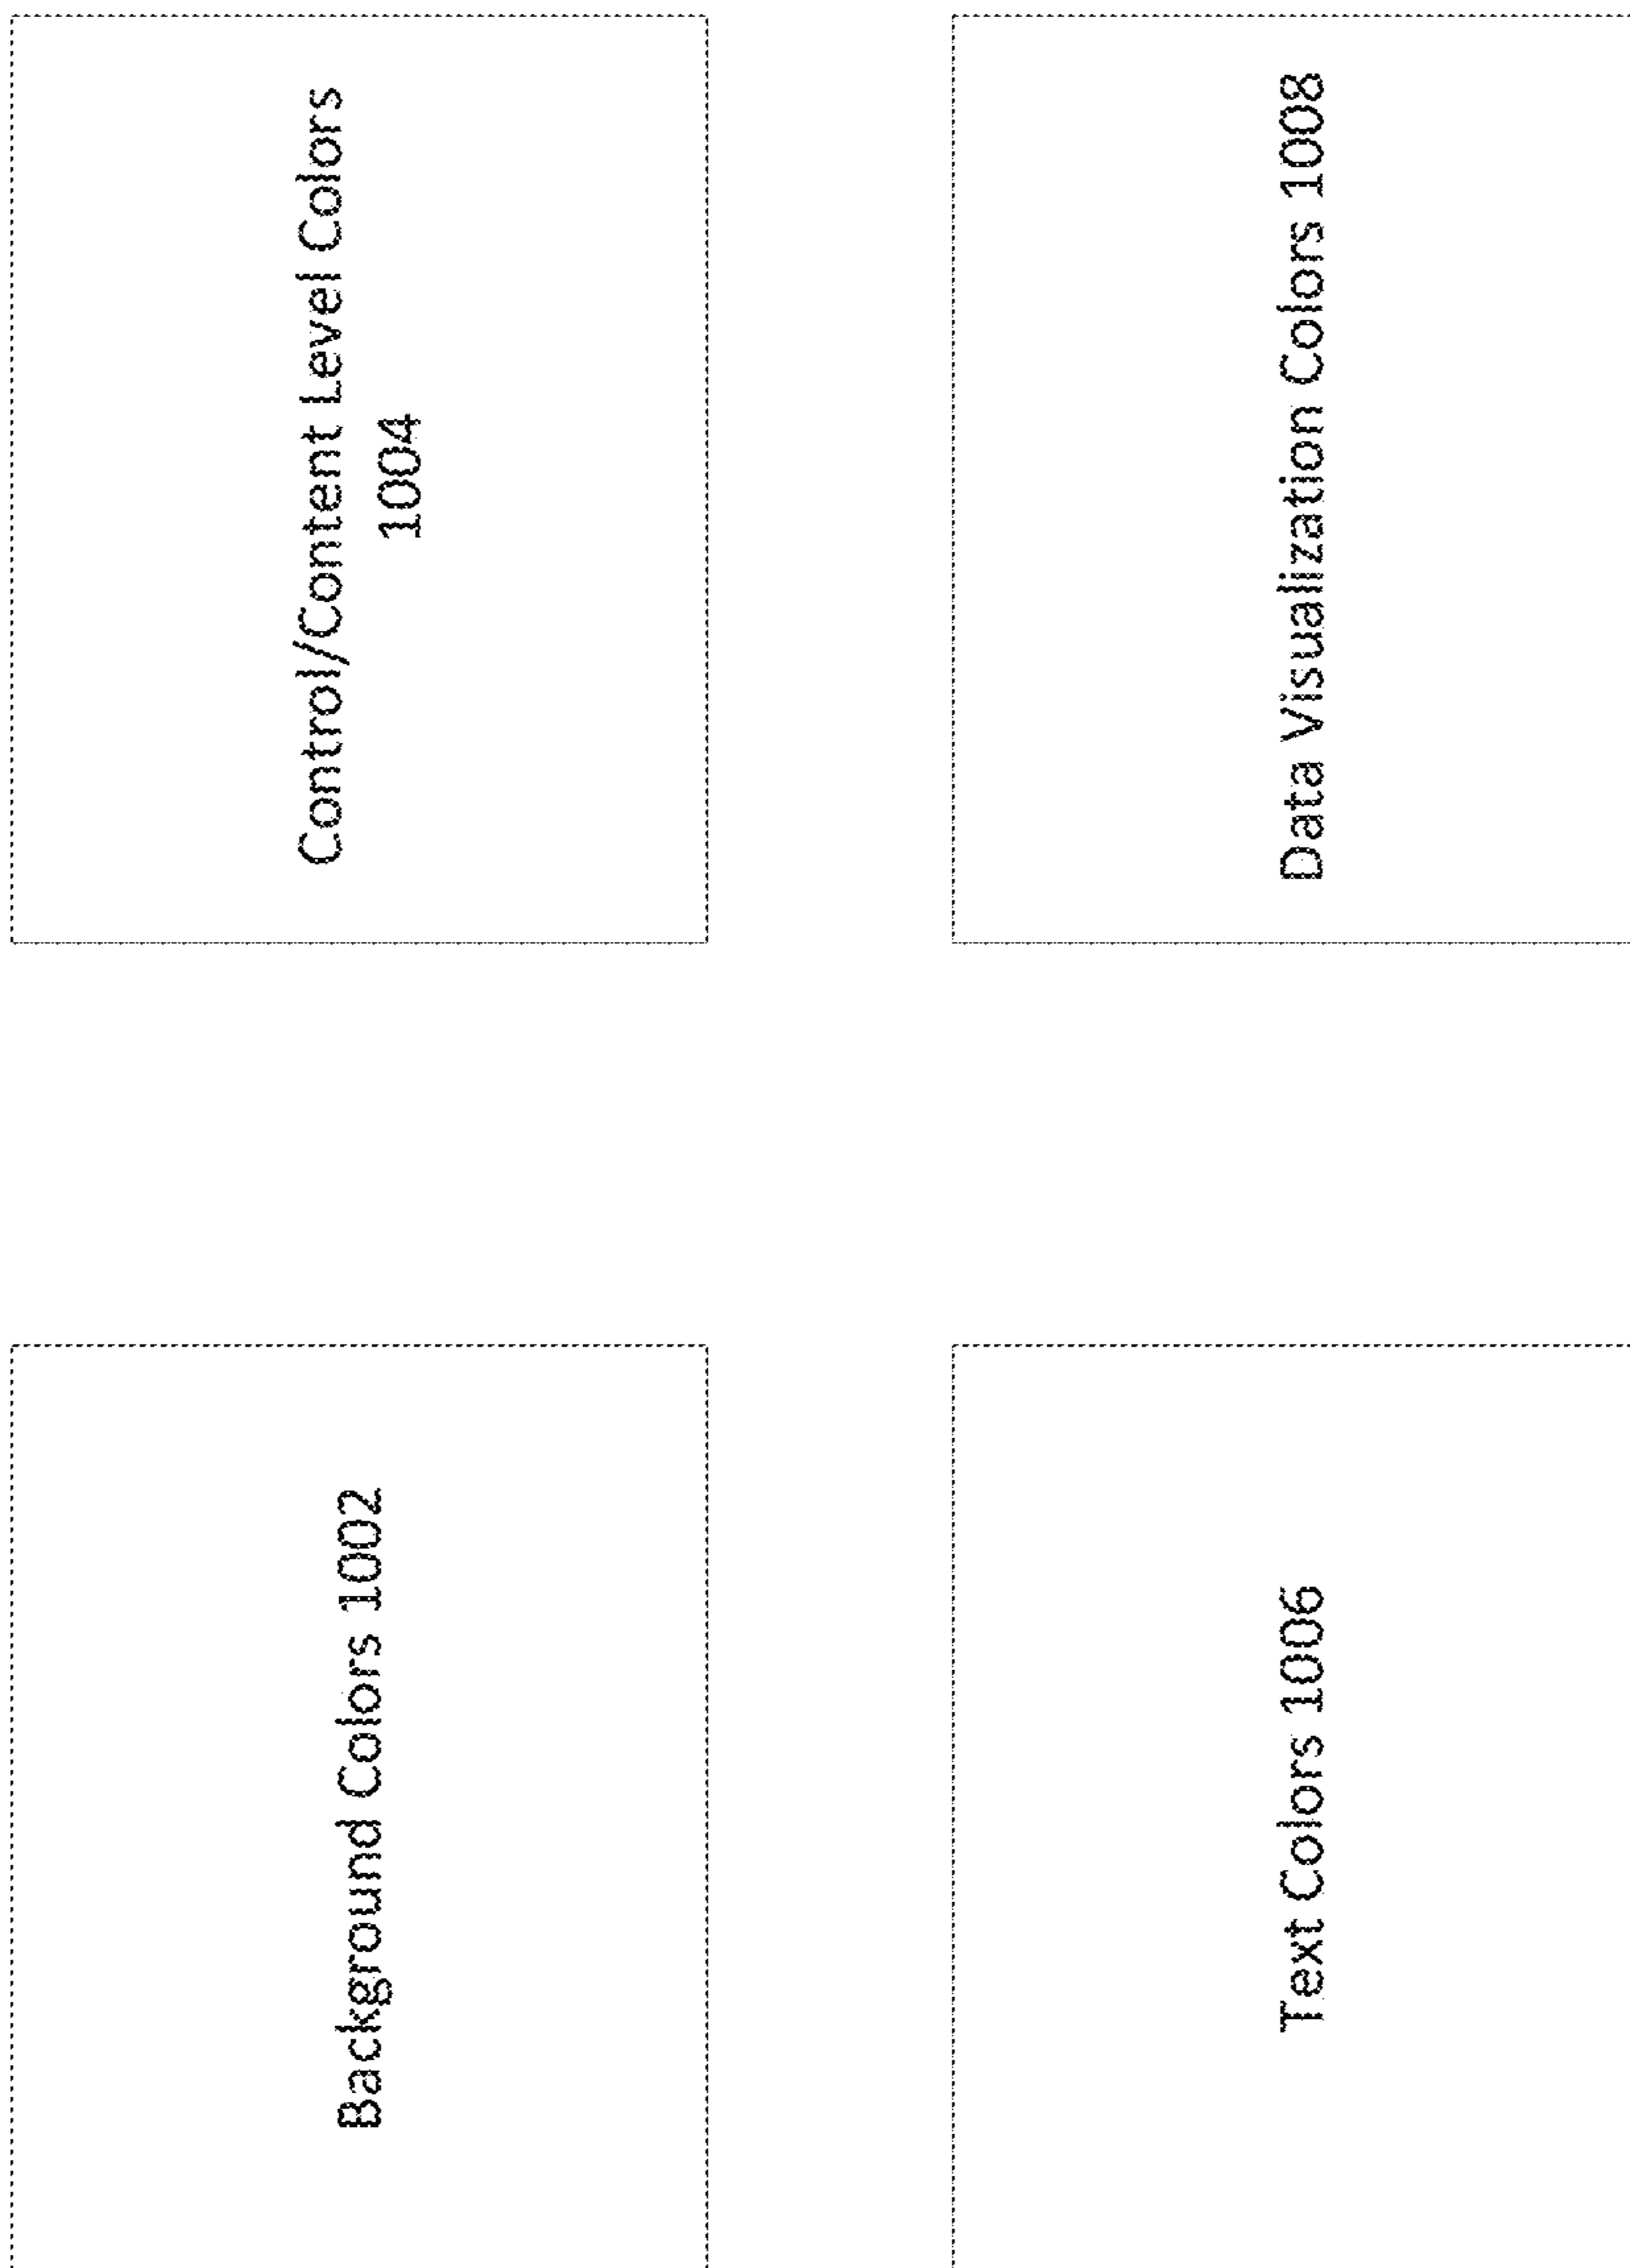 Background Colors 1002
Control/Content Level Colors
1004
Text Colors 1006
Data Visualization Colors 1008